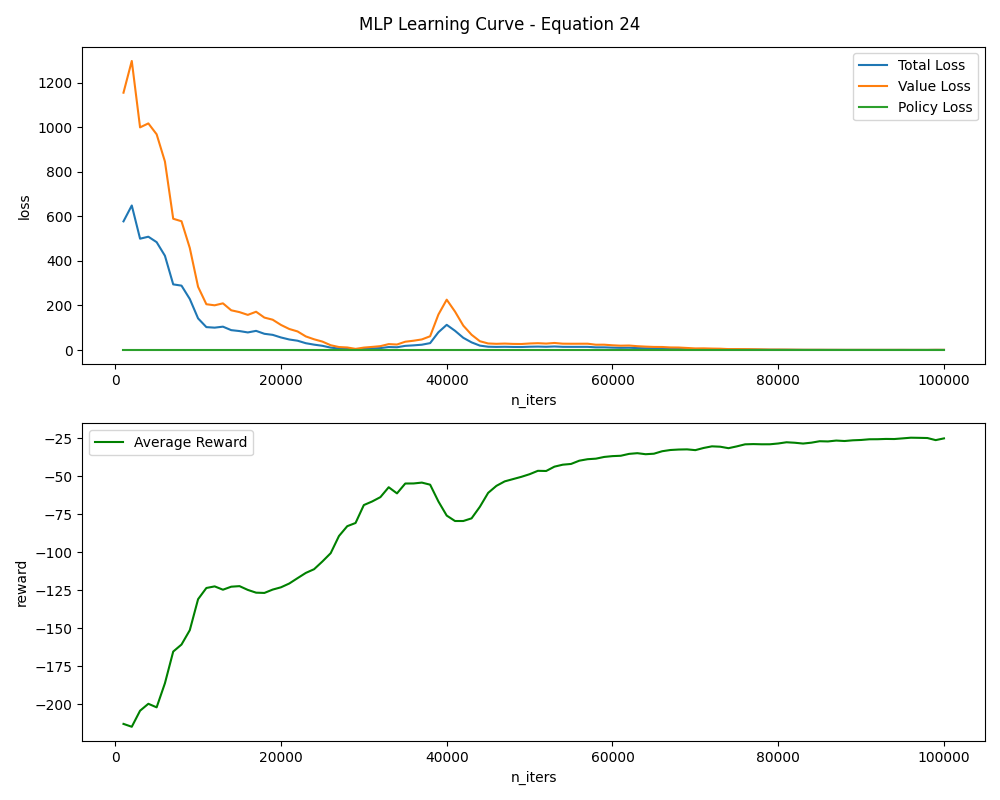 MLP Learning Curve - Equation 24
Total Loss
Value Loss
Policy Loss
loss
1200
1000
800
600
400
200
0
0 20000 40000 60000 80000 100000
n_iters
Average Reward
reward
−25
−50
−75
−100
−125
−150
−175
−200
0 20000 40000 60000 80000 100000
n_iters